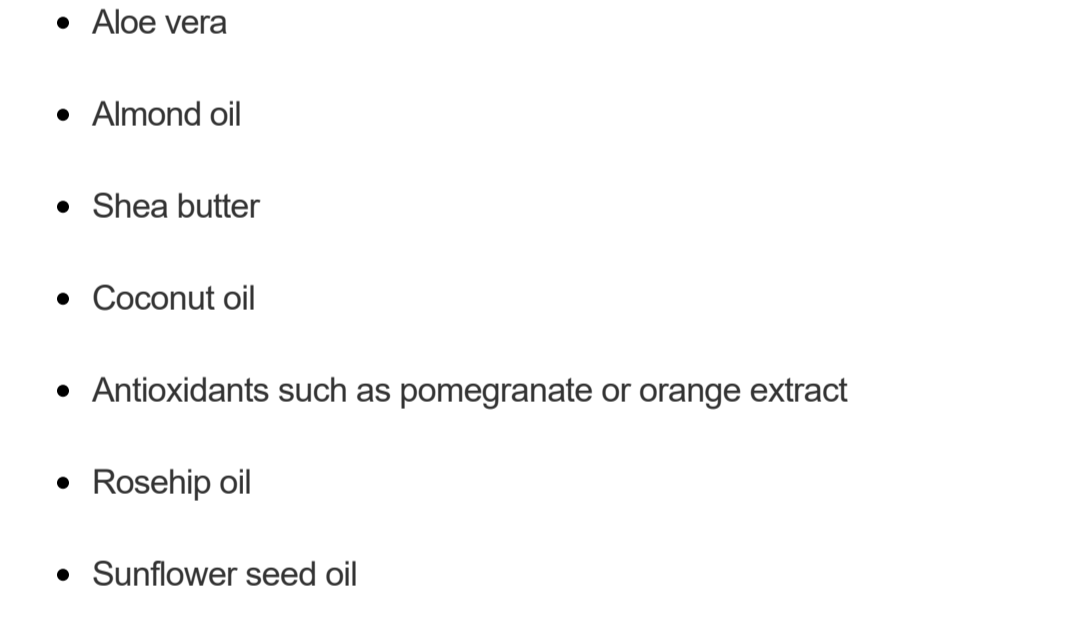 • Aloe vera
• Almond oil
• Shea butter
• Coconut oil
• Antioxidants such as pomegranate or orange extract
• Rosehip oil
• Sunflower seed oil